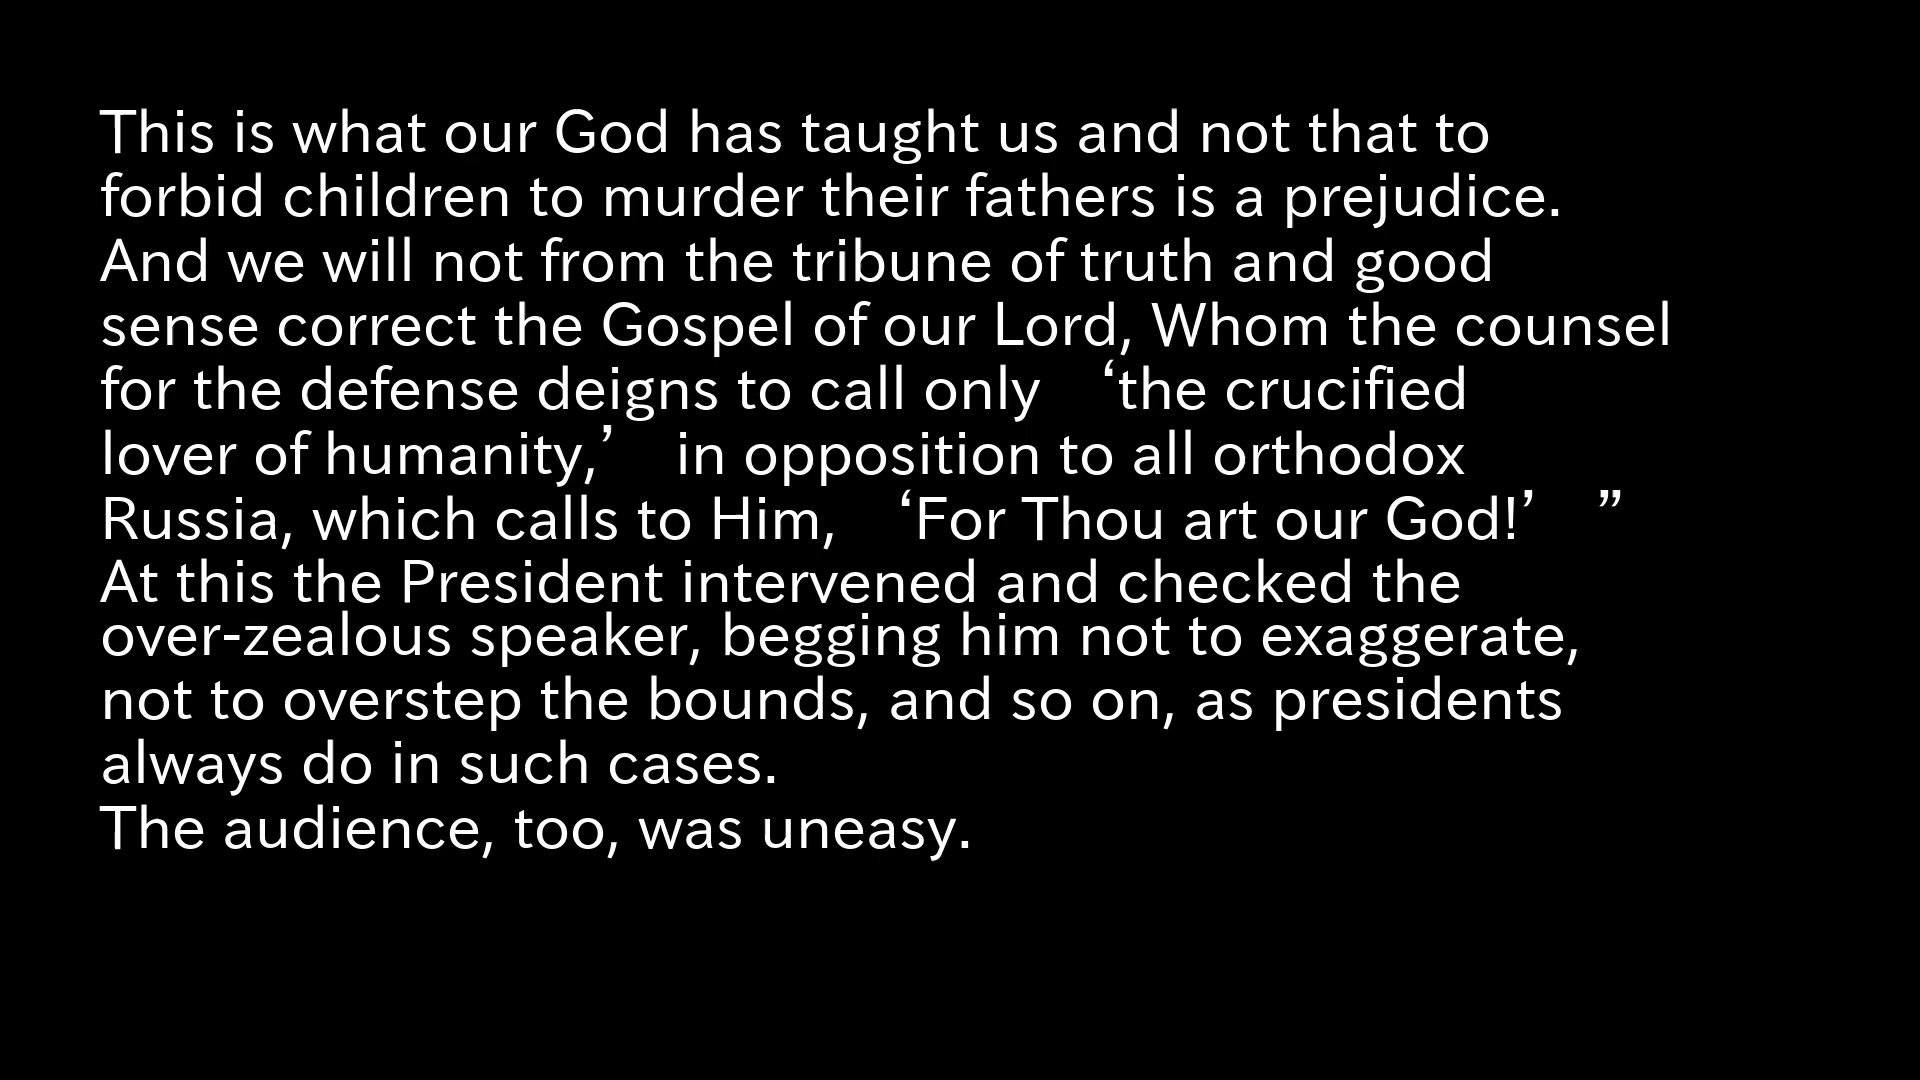 This is what our God has taught us and not that to
forbid children to murder their fathers is a prejudice.
And we will not from the tribune of truth and good
sense correct the Gospel of our Lord, Whom the counsel
for the defense deigns to call only ‘the crucified
lover of humanity,’ in opposition to all orthodox
Russia, which calls to Him, ‘For Thou art our God!’ ”
At this the President intervened and checked the
over-zealous speaker, begging him not to exaggerate,
not to overstep the bounds, and so on, as presidents
always do in such cases.
The audience, too, was uneasy.